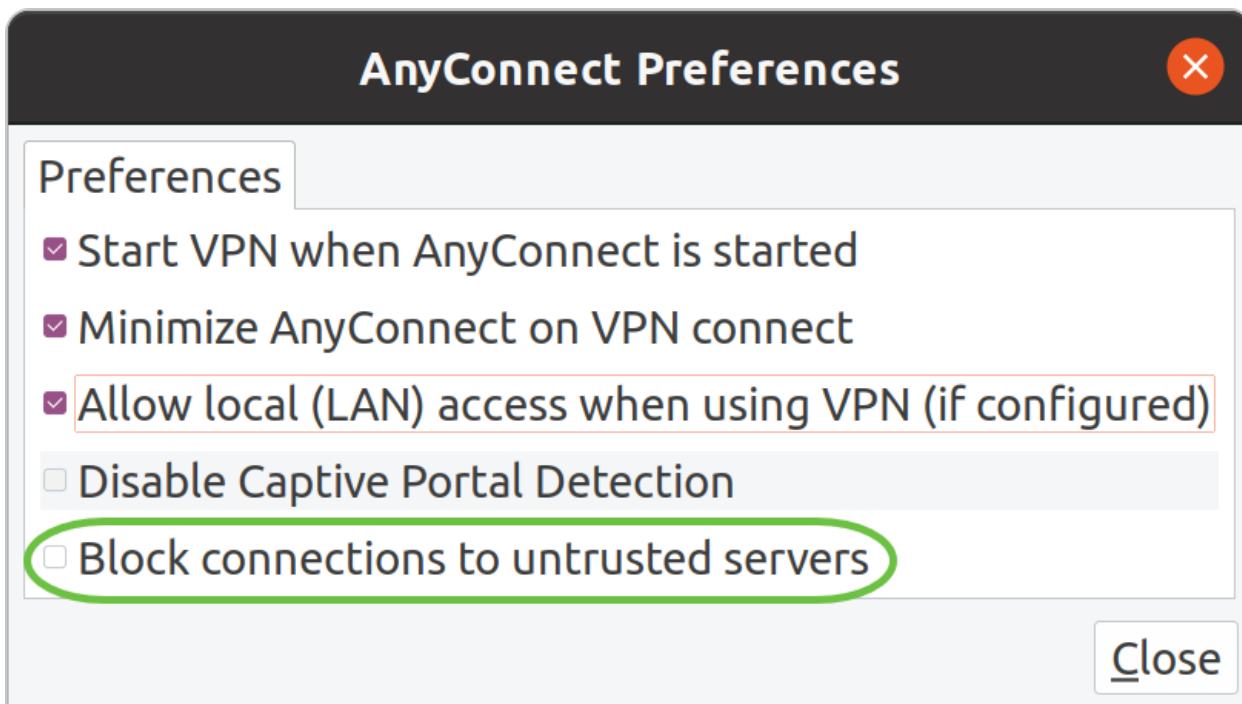 AnyConnect Preferences
Preferences
Start VPN when AnyConnect is started
Minimize AnyConnect on VPN connect
Allow local (LAN) access when using VPN (if configured)
Disable Captive Portal Detection
Block connections to untrusted servers
Close